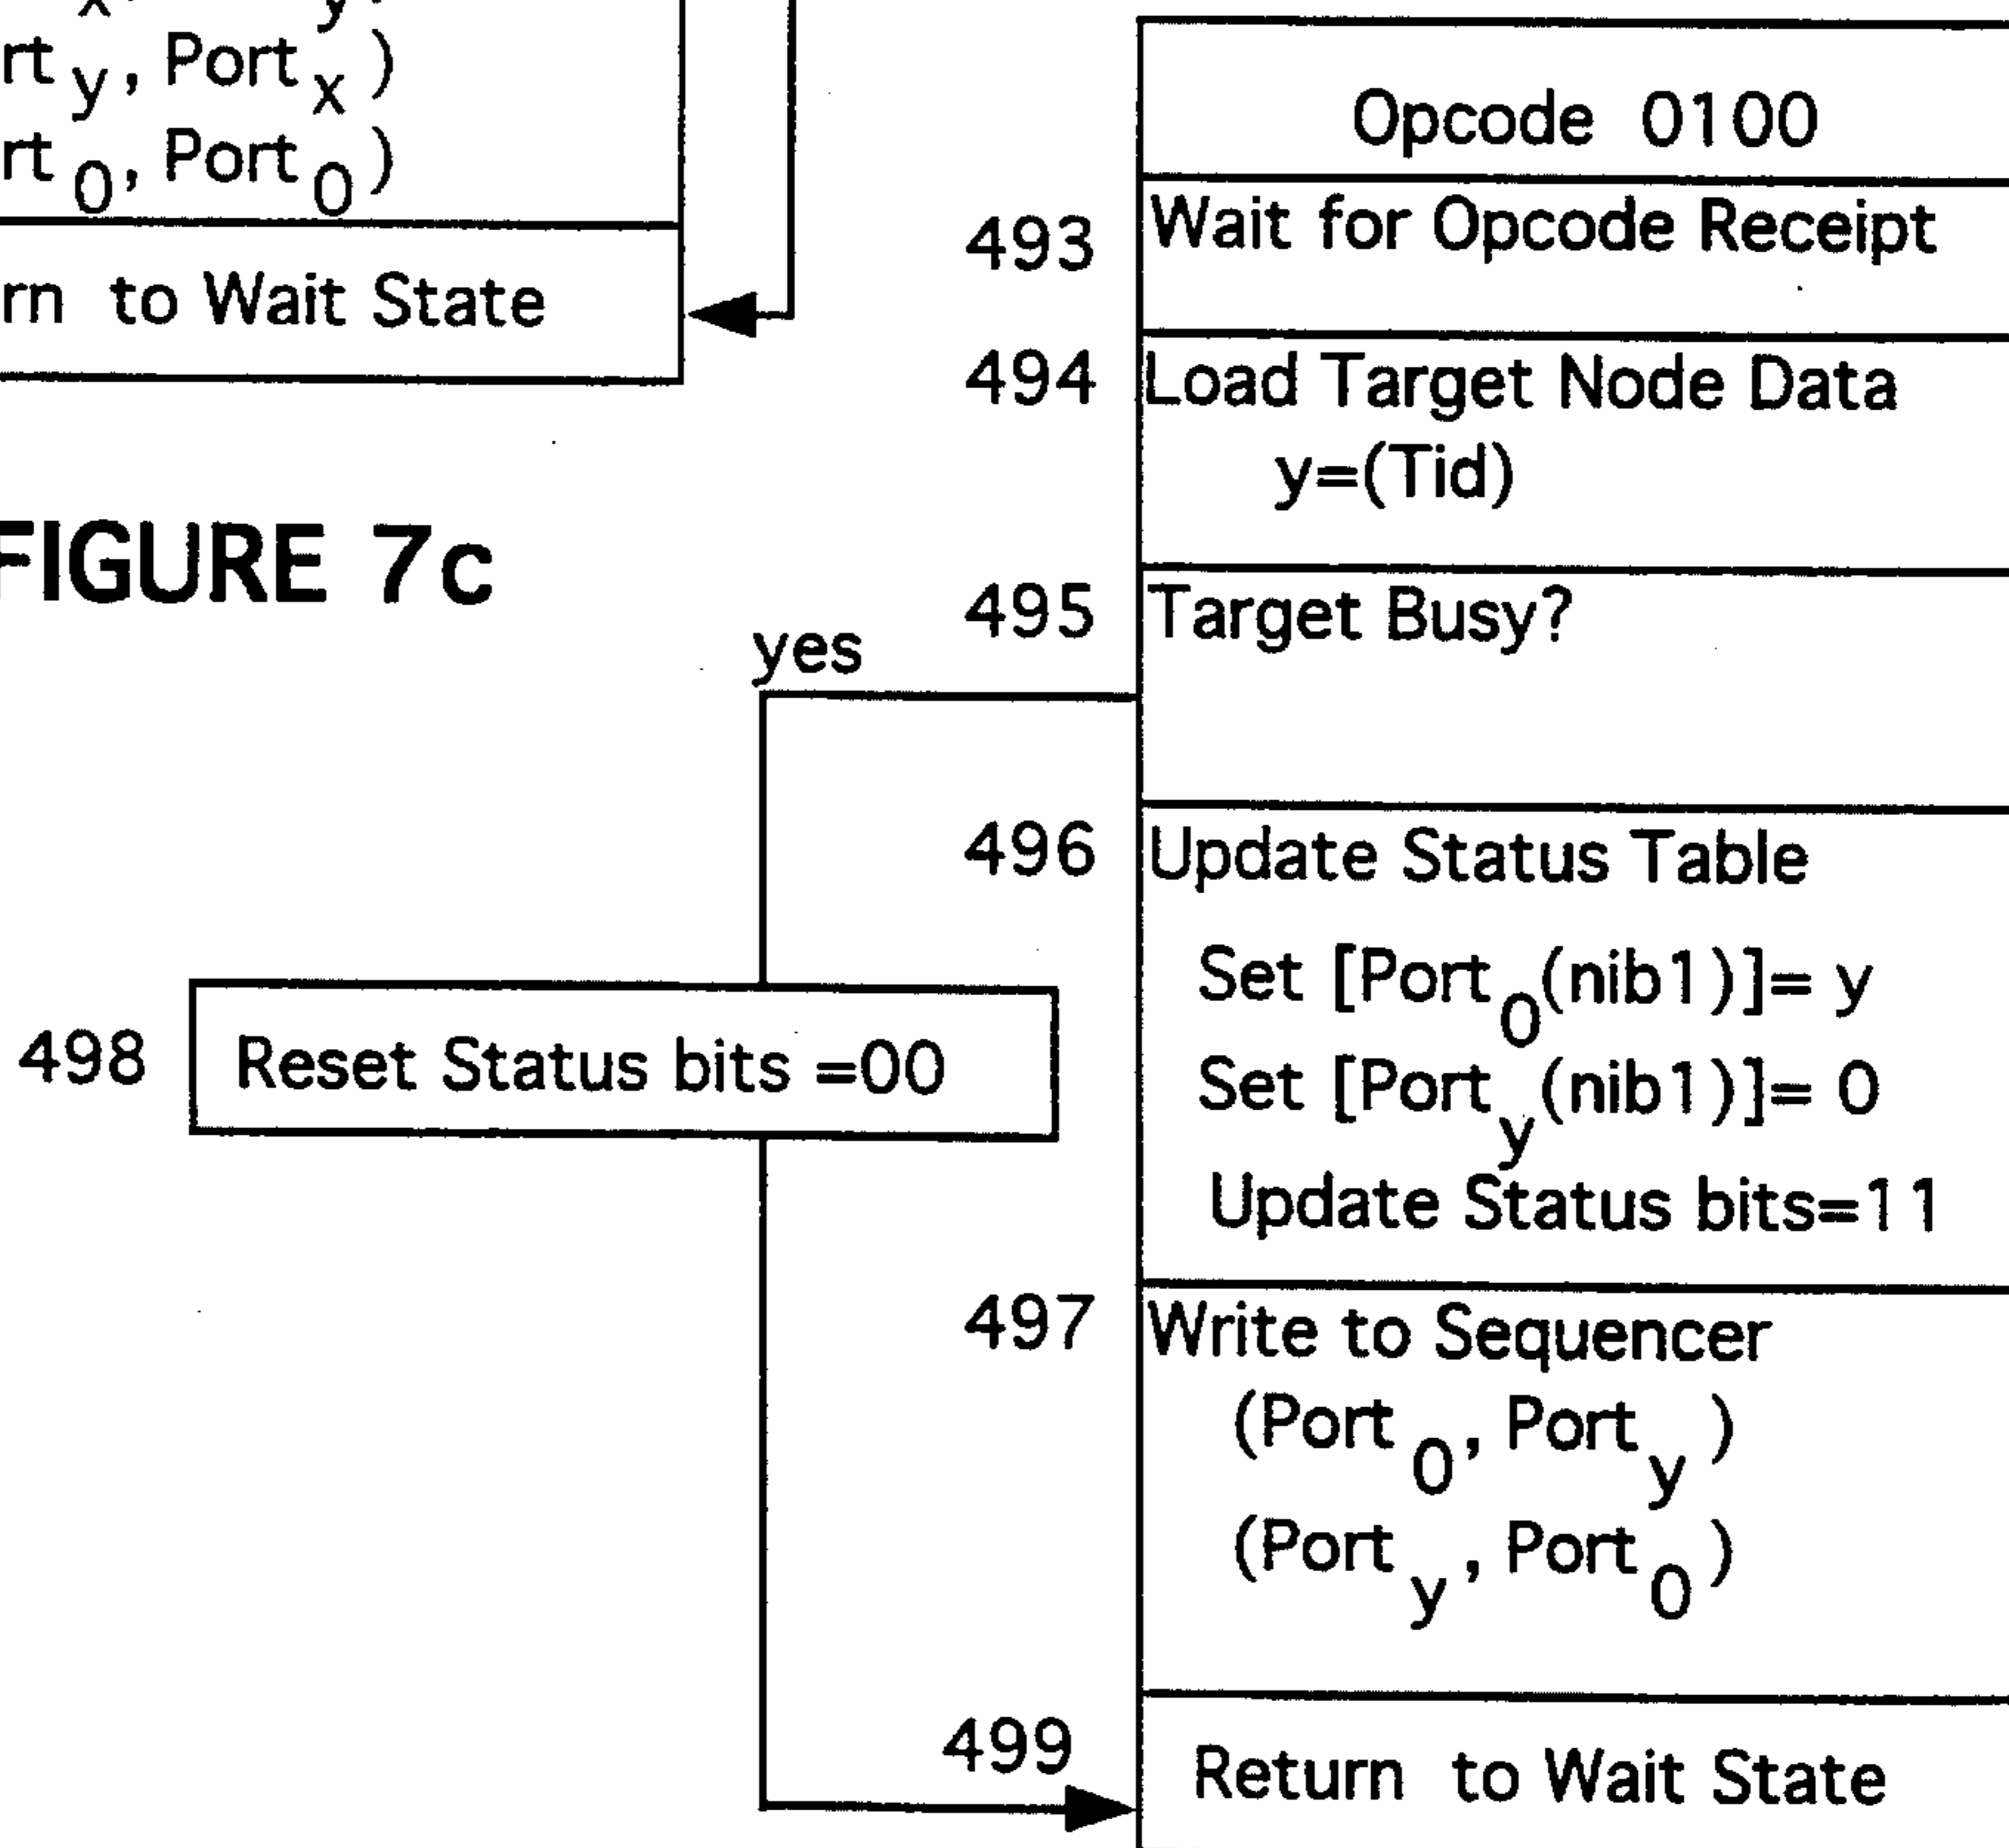 rt y, Port x)
rt 0, Port 0)
rn to Wait State
FIGURE 7c
Opcode 0100
493 Wait for Opcode Receipt
494 Load Target Node Data
y=(Tid)
495 Target Busy?
yes
496 Update Status Table
Set [Port 0(nib1)]= y
Set [Port y(nib1)]= 0
Update Status bits=11
498 Reset Status bits =00
497 Write to Sequencer
(Port 0, Port y)
(Port y, Port 0)
499 Return to Wait State